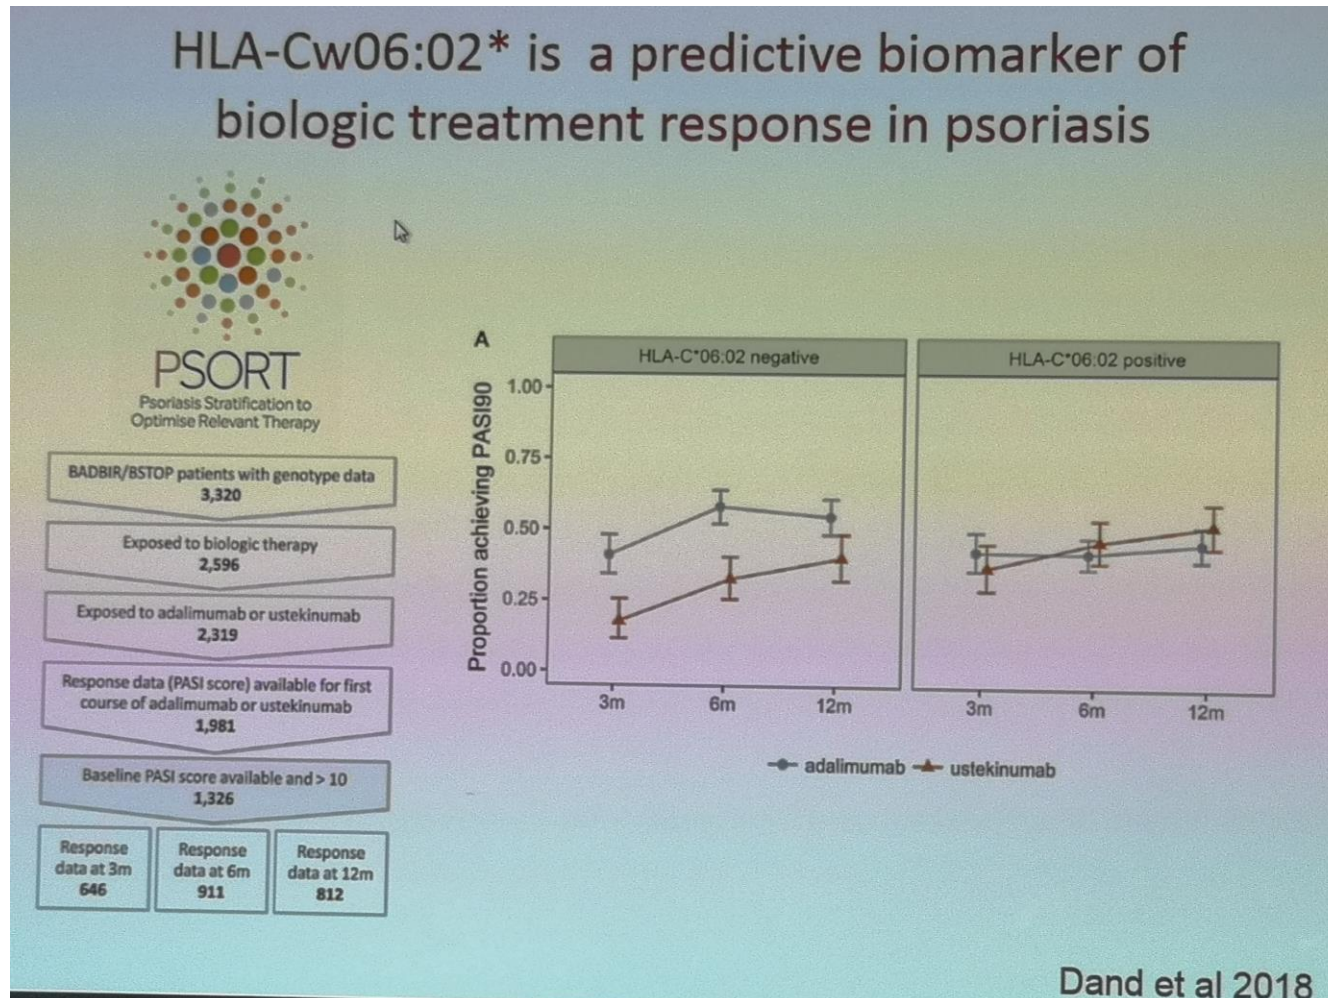 HLA-Cw06:02* is a predictive biomarker of
biologic treatment response in psoriasis
PSORT
Psoriasis Stratification to
Optimise Relevant Therapy
BADBIR/BSTOP patients with genotype data
3,320
Exposed to biologic therapy
2,596
Exposed to adalimumab or ustekinumab
2,319
Response data (PASI score) available for first
course of adalimumab or ustekinumab
1,981
Baseline PASI score available and > 10
1,326
Response
data at 3m
646
Response
data at 6m
911
Response
data at 12m
812
A
HLA-C*06:02 negative
HLA-C*06:02 positive
Proportion achieving PASI90
1.00
0.75
0.50
0.25
0.00
3m
6m
12m
3m
6m
12m
adalimumab
ustekinumab
Dand et al 2018